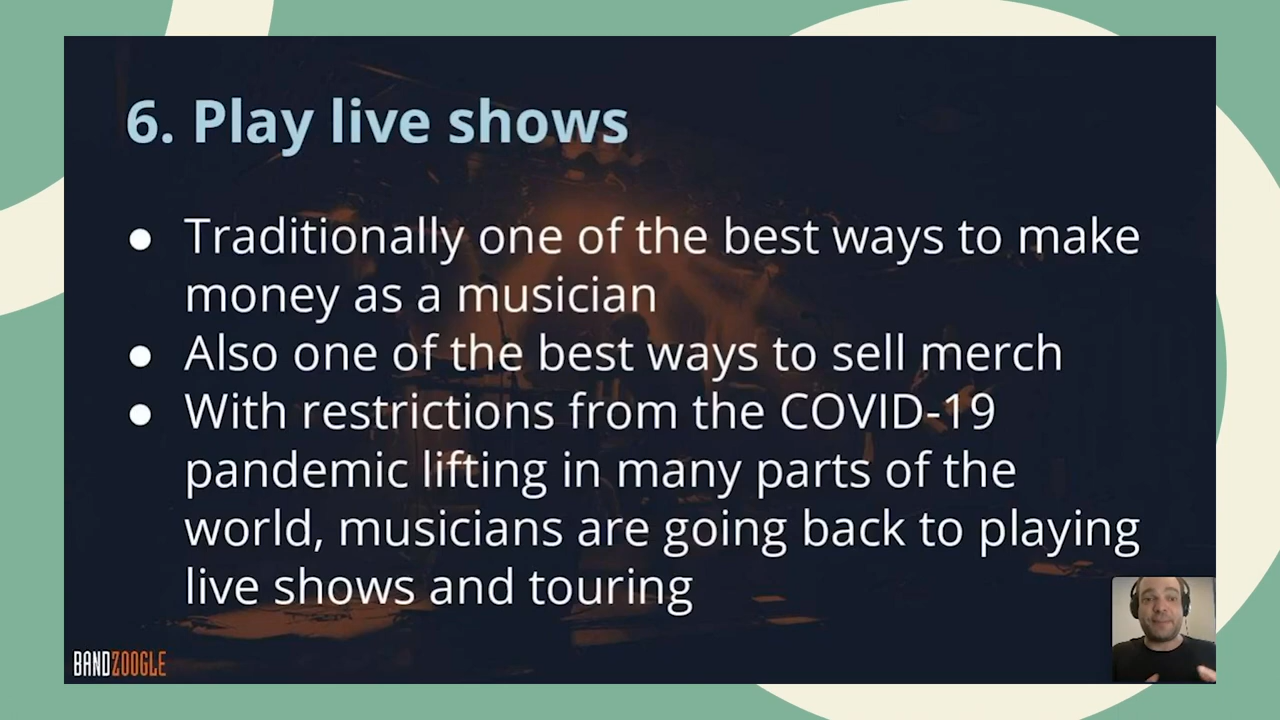 6. Play live shows
● Traditionally one of the best ways to make
money as a musician
● Also one of the best ways to sell merch
● With restrictions from the COVID-19
pandemic lifting in many parts of the
world, musicians are going back to playing
live shows and touring
BANDZOOGLE